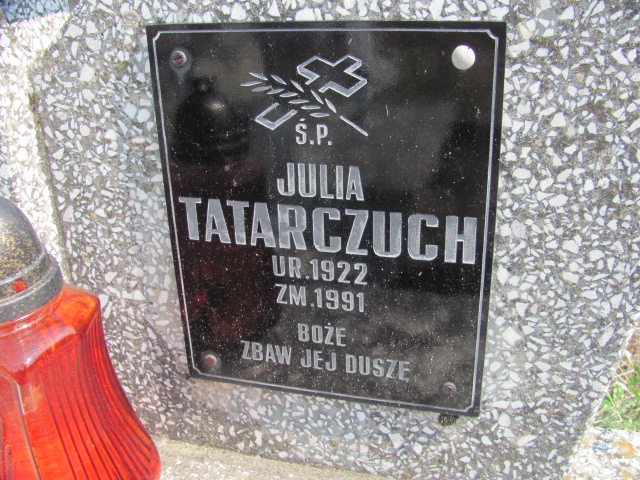 Ś.P.
JULIA
TATARCZUCH
UR.1922
ZM.1991
BOŻE
ZBAW JEJ DUSZE